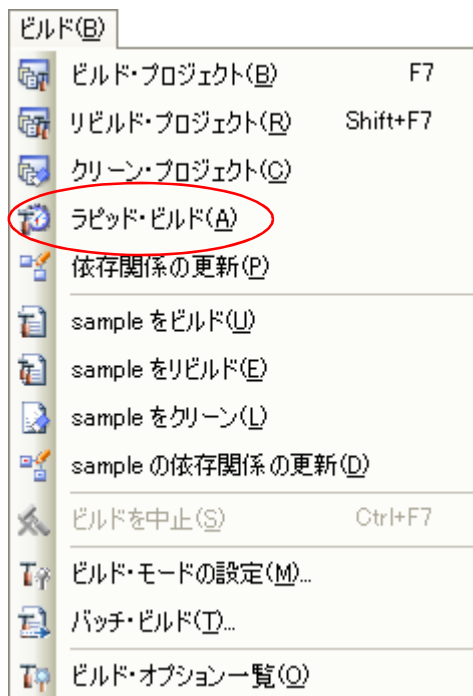 ビルド(B)
ビルド・プロジェクト(B) F7
リビルド・プロジェクト(R) Shift+F7
クリーン・プロジェクト(C)
ラピッド・ビルド(A)
依存関係の更新(P)
sample をビルド(U)
sample をリビルド(E)
sample をクリーン(L)
sample の依存関係の更新(D)
ビルドを中止(S) Ctrl+F7
ビルド・モードの設定(M)...
バッチ・ビルド(T)...
ビルド・オプション一覧(O)